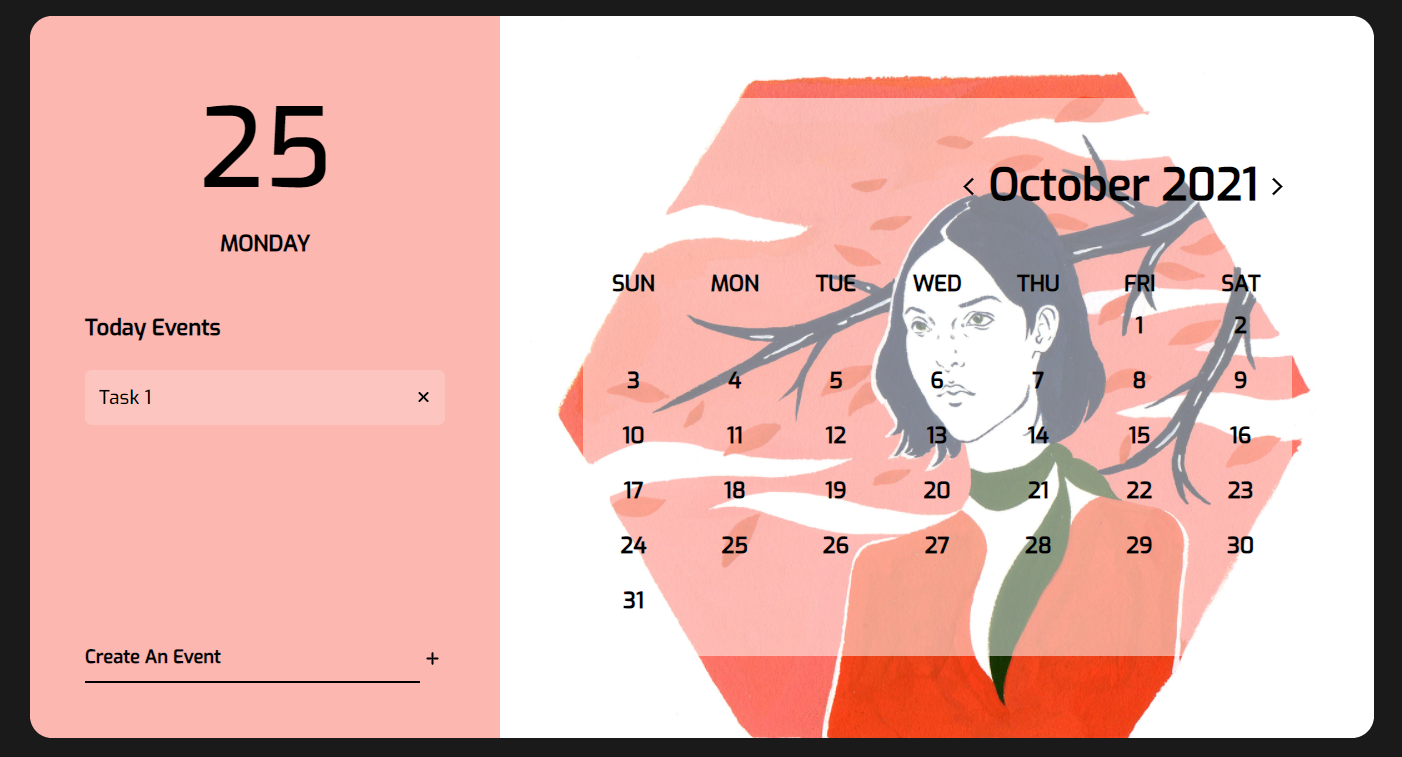 25
MONDAY
Today Events
Task 1 ×
Create An Event +
< October 2021 >
SUN MON TUE WED THU FRI SAT
1 2
3 4 5 6 7 8 9
10 11 12 13 14 15 16
17 18 19 20 21 22 23
24 25 26 27 28 29 30
31